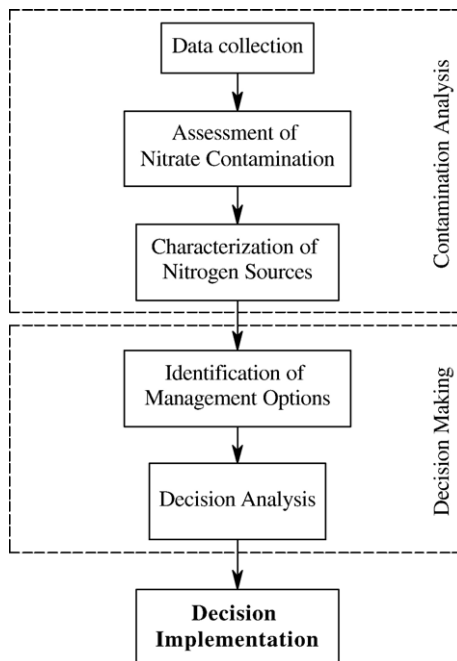 Data collection
Assessment of
Nitrate Contamination
Characterization of
Nitrogen Sources
Contamination Analysis
Identification of
Management Options
Decision Analysis
Decision Making
Decision
Implementation